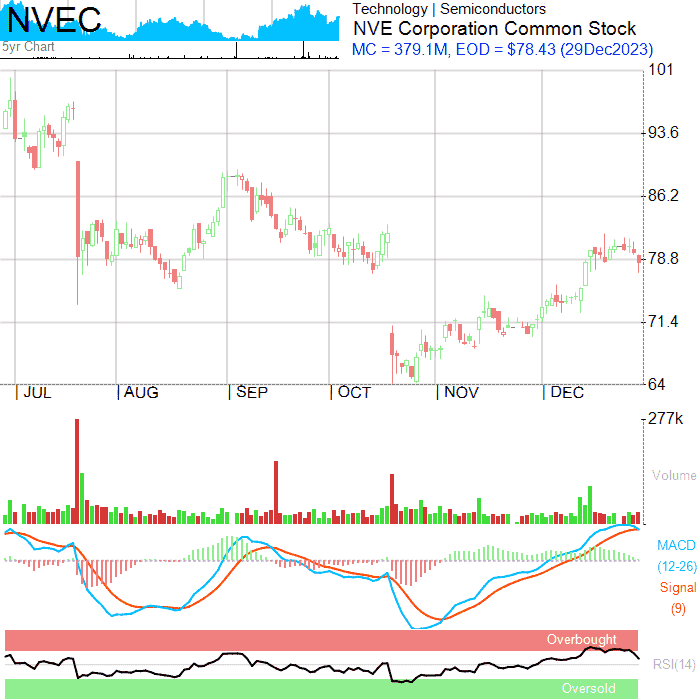 NVEC
5yr Chart
Technology | Semiconductors
NVE Corporation Common Stock
MC = 379.1M, EOD = $78.43 (29Dec2023)
101
93.6
86.2
78.8
71.4
64
JUL AUG SEP OCT NOV DEC
277k
Volume
MACD
(12-26)
Signal
(9)
Overbought
RSI(14)
Oversold